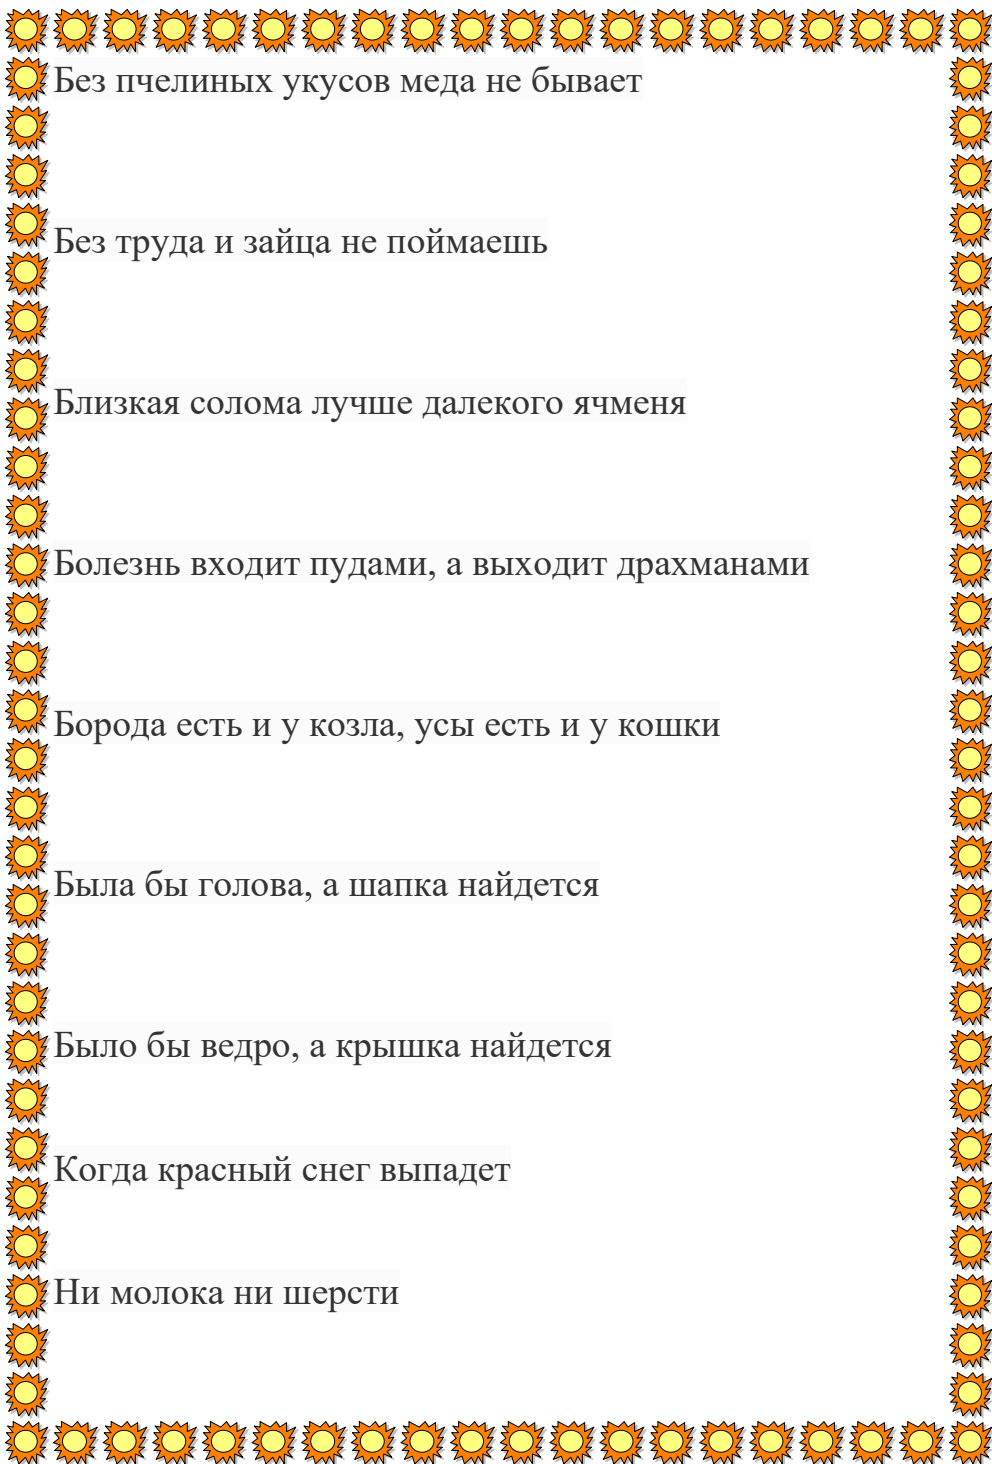 Без пчелиных укусов меда не бывает
Без труда и зайца не поймаешь
Близкая солома лучше далекого ячменя
Болезнь входит пудами, а выходит драхманами
Борода есть и у козла, усы есть и у кошки
Была бы голова, а шапка найдется
Было бы ведро, а крышка найдется
Когда красный снег выпадет
Ни молока ни шерсти